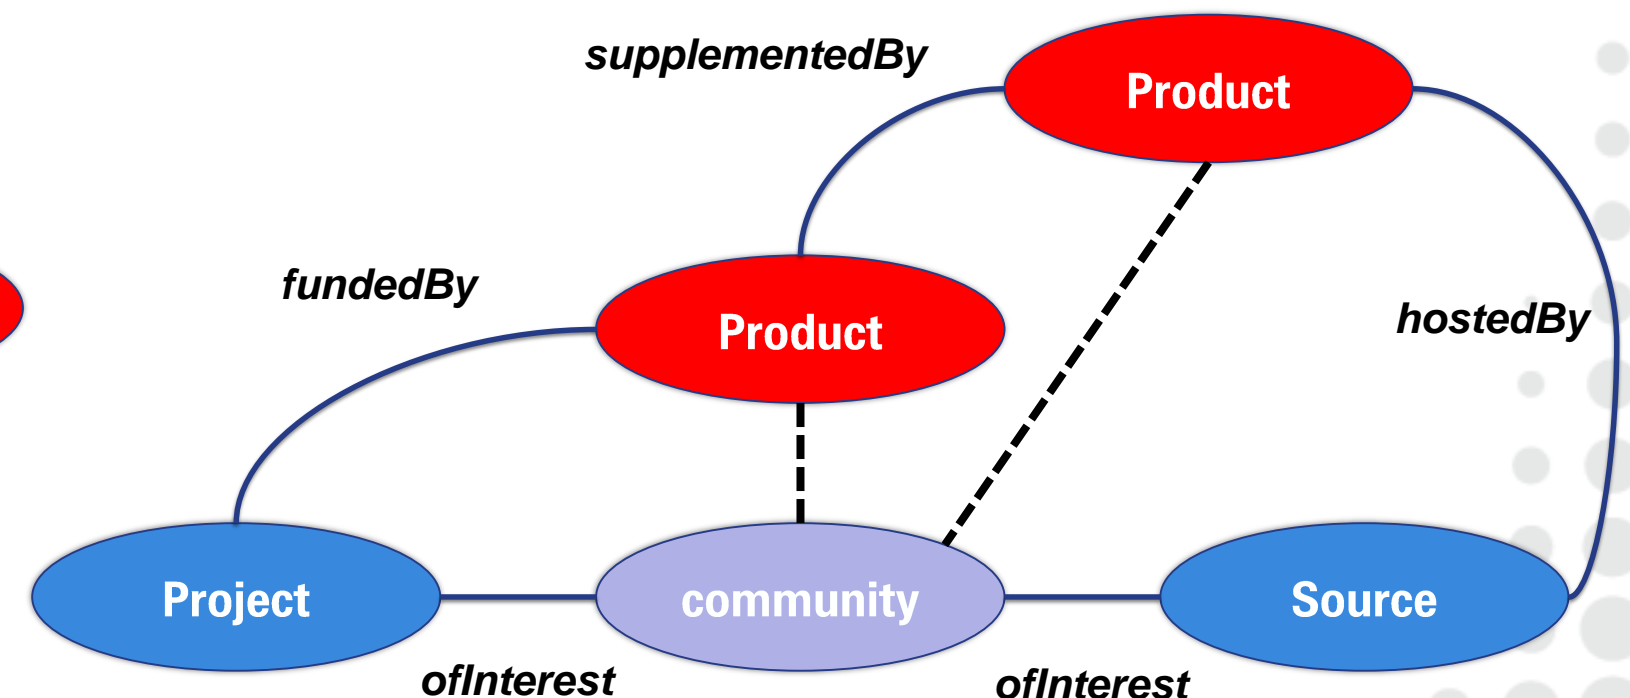 supplementedBy
Product
fundedBy
Product
hostedBy
Project
community
Source
ofInterest
ofInterest